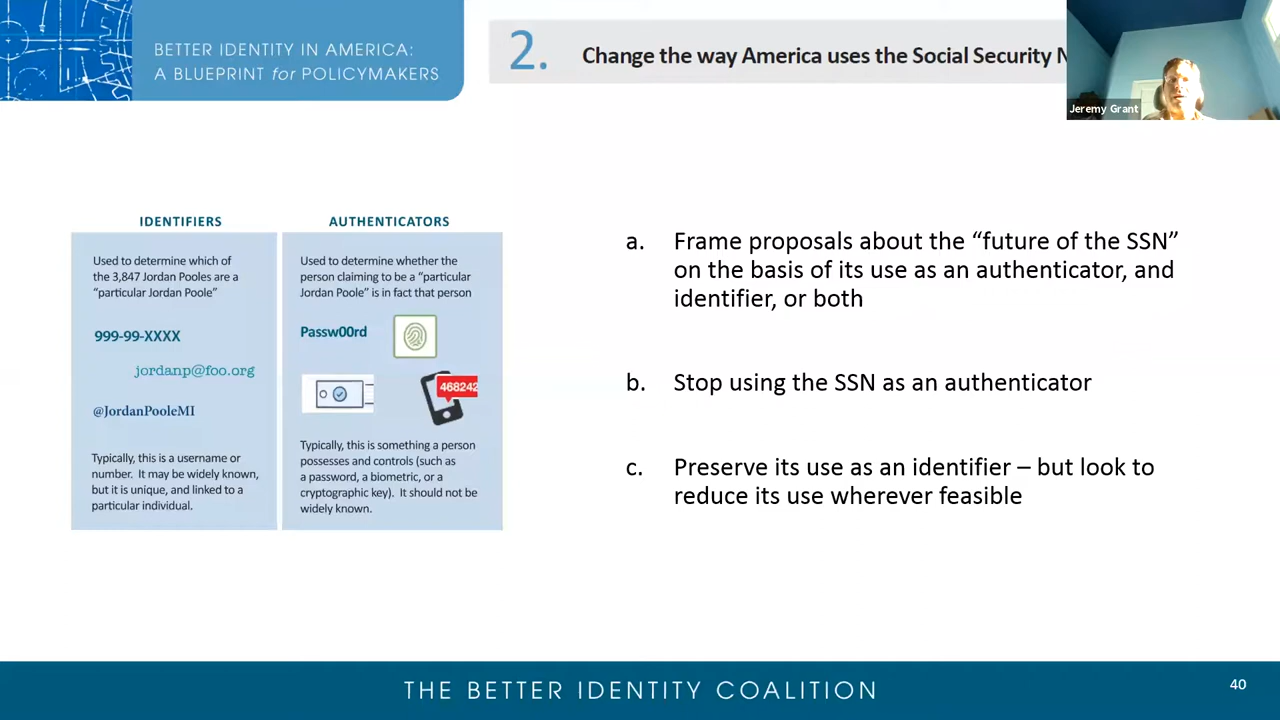 BETTER IDENTITY IN AMERICA:
A BLUEPRINT for POLICYMAKERS
2. Change the way America uses the Social Security N
Jeremy Grant
IDENTIFIERS
Used to determine which of
the 3,847 Jordan Pooles are a
"particular Jordan Poole"
999-99-XXXX
jordanp@foo.org
@JordanPooleMI
Typically, this is a username or
number. It may be widely known,
but it is unique, and linked to a
particular individual.
AUTHENTICATORS
Used to determine whether the
person claiming to be a "particular
Jordan Poole" is in fact that person
Passw00rd
468242
Typically, this is something a person
possesses and controls (such as
a password, a biometric, or a
cryptographic key). It should not be
widely known.
a. Frame proposals about the “future of the SSN”
on the basis of its use as an authenticator, and
identifier, or both
b. Stop using the SSN as an authenticator
c. Preserve its use as an identifier – but look to
reduce its use wherever feasible
THE BETTER IDENTITY COALITION
40